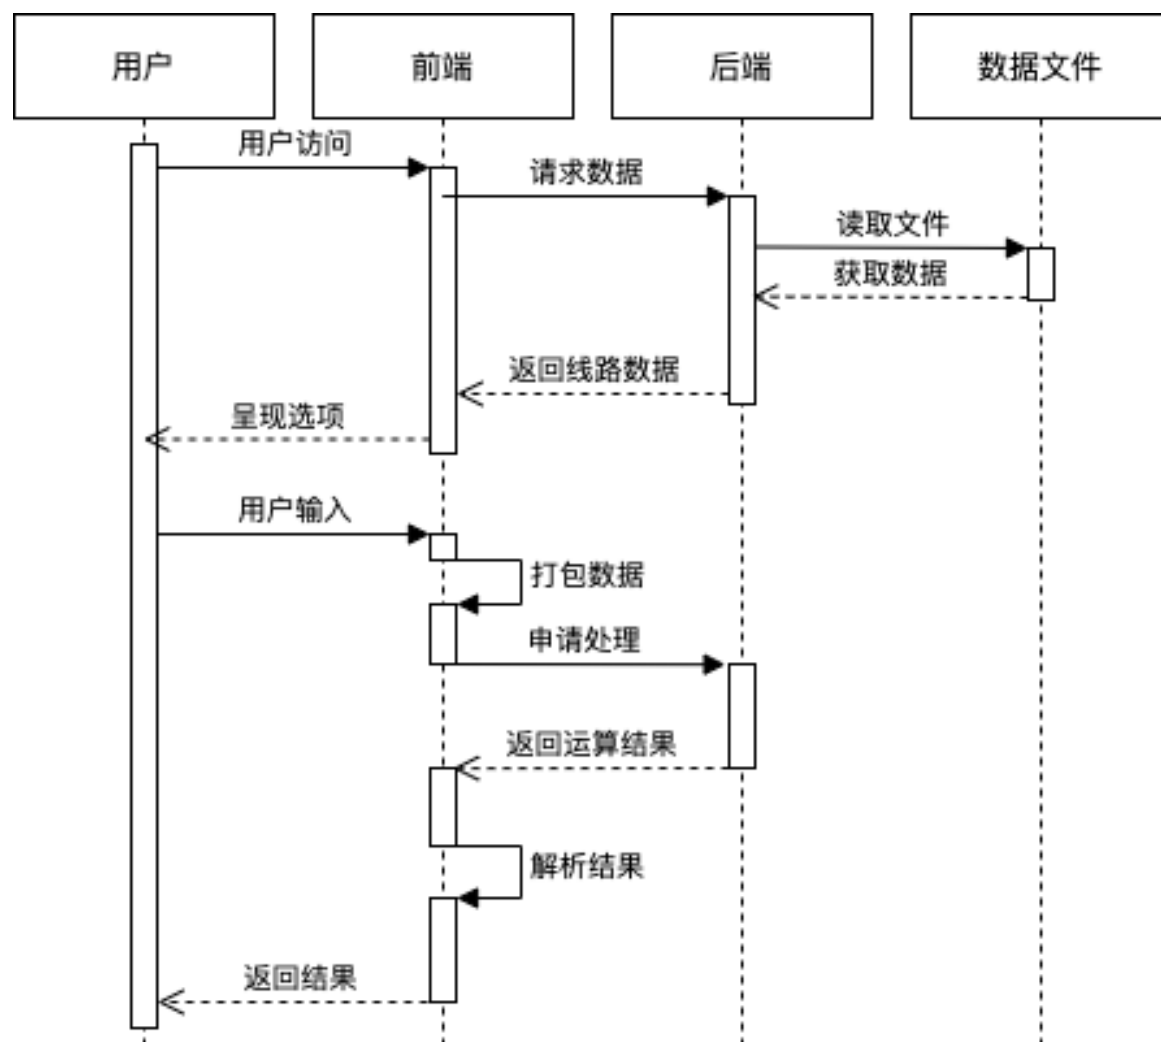 用户
前端
后端
数据文件
用户访问
请求数据
读取文件
获取数据
返回线路数据
呈现选项
用户输入
打包数据
申请处理
返回运算结果
解析结果
返回结果